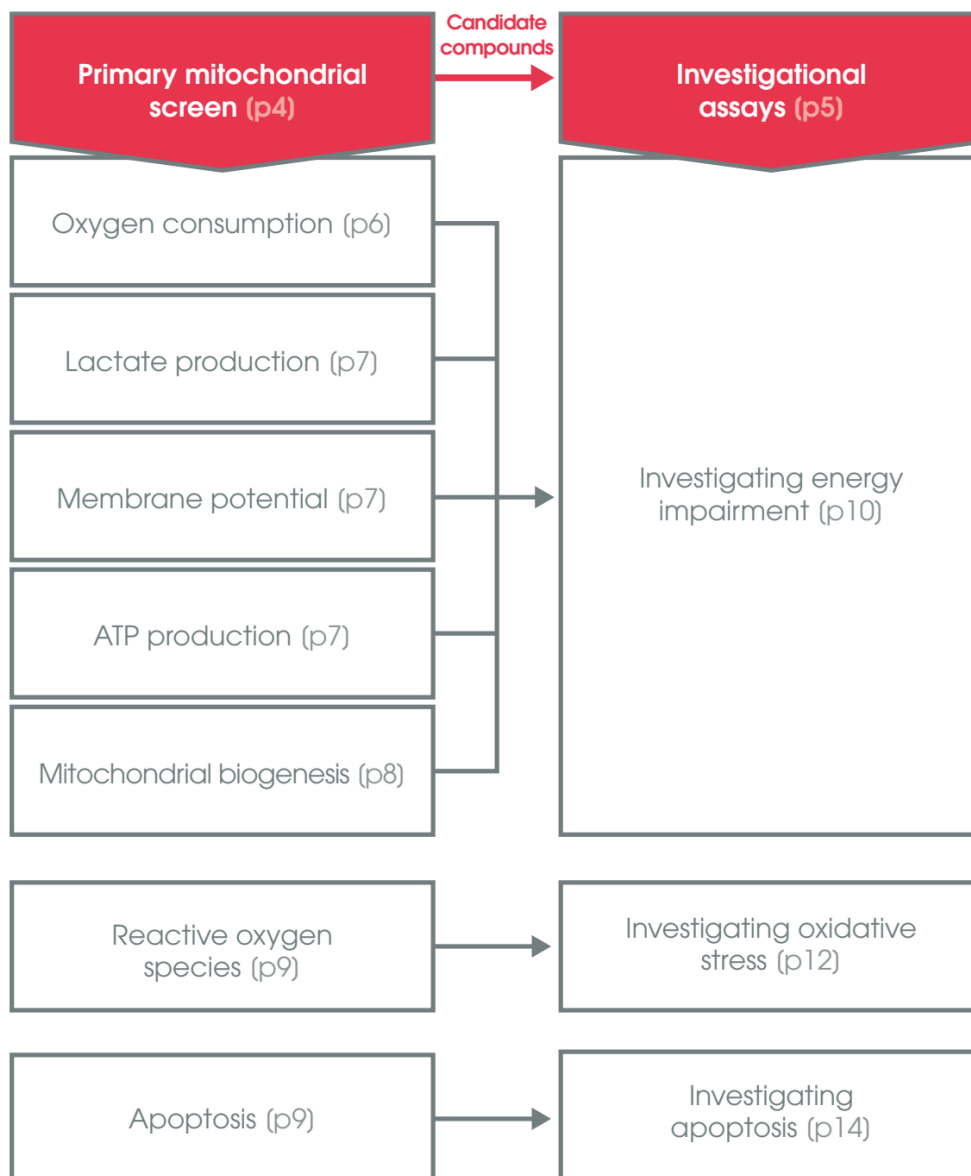 Candidate
compounds
Primary mitochondrial
screen (p4)
Investigational
assays (p5)
Oxygen consumption (p6)
Lactate production (p7)
Membrane potential (p7)
ATP production (p7)
Mitochondrial biogenesis (p8)
Investigating energy
impairment (p10)
Reactive oxygen
species (p9)
Investigating oxidative
stress (p12)
Apoptosis (p9)
Investigating
apoptosis (p14)